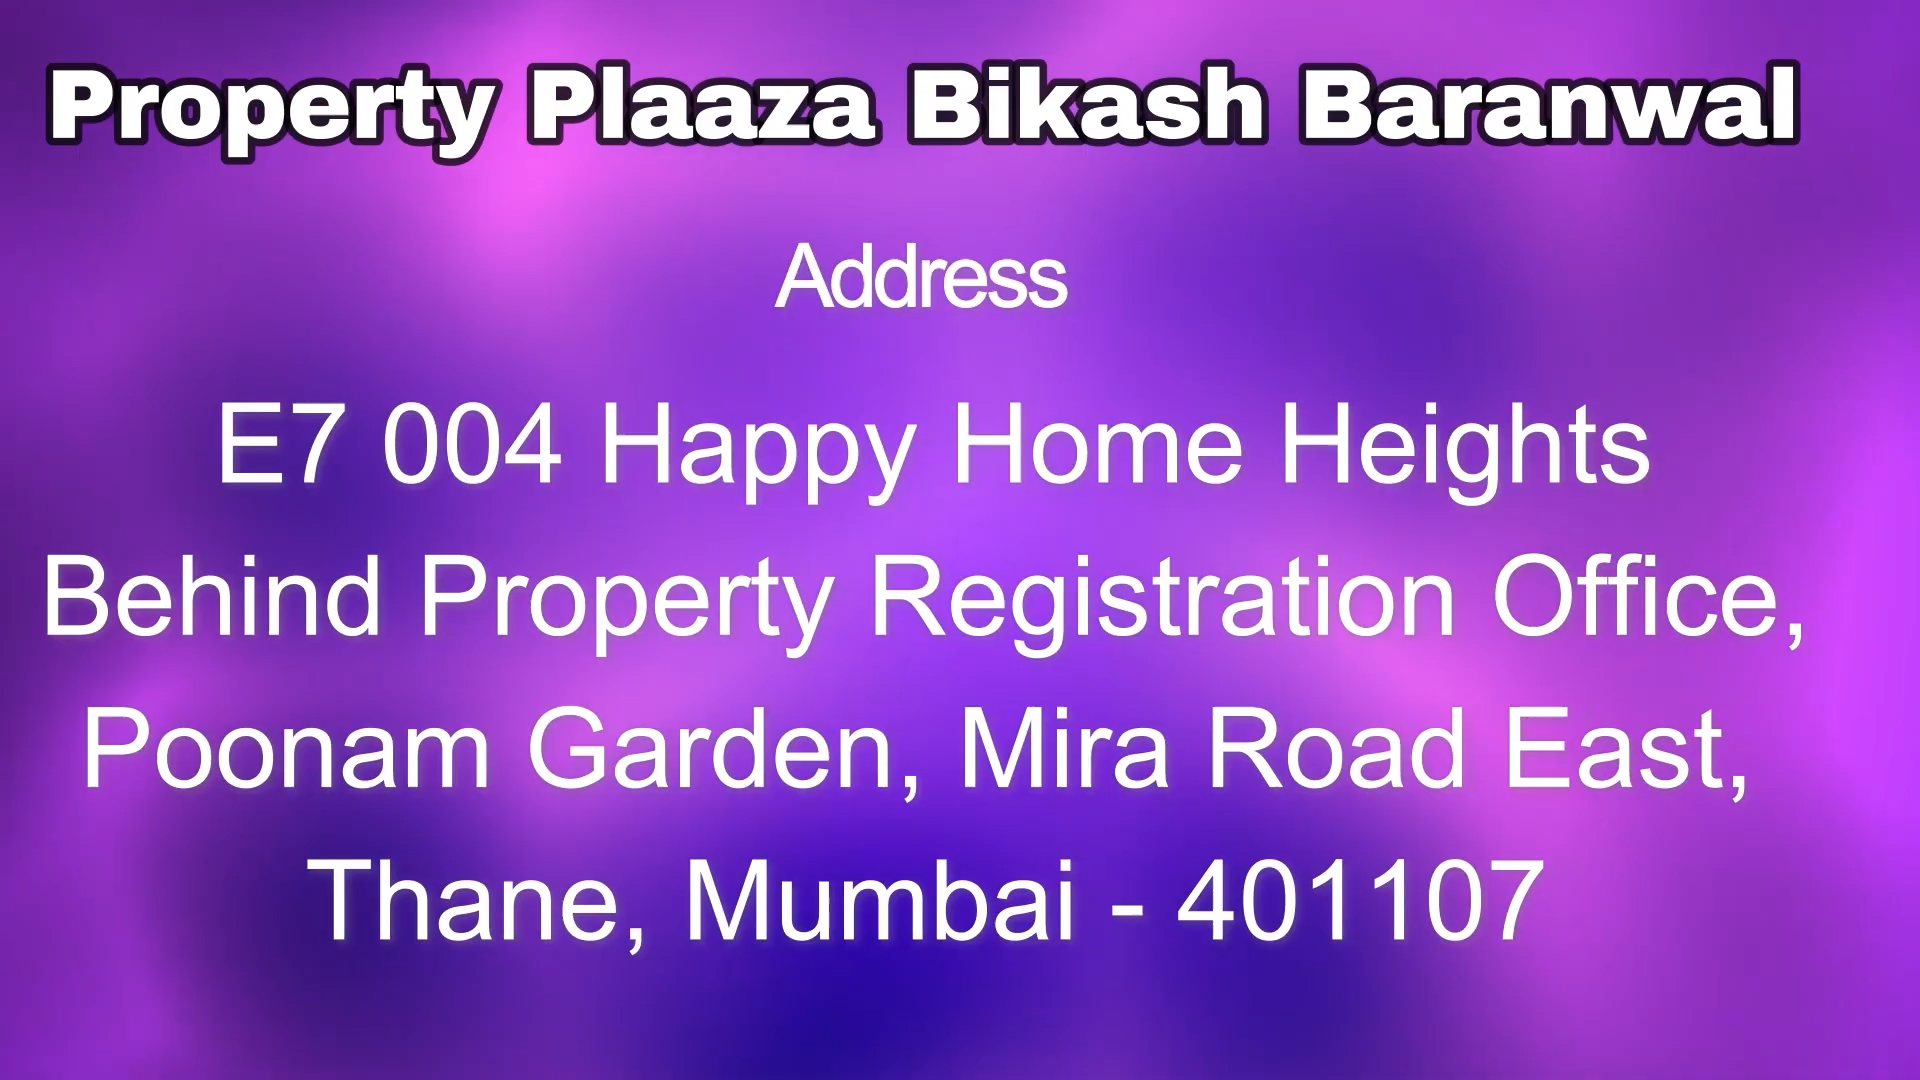 Property Plaaza Bikash Baranwal
Address
E7 004 Happy Home Heights
Behind Property Registration Office,
Poonam Garden, Mira Road East,
Thane, Mumbai - 401107